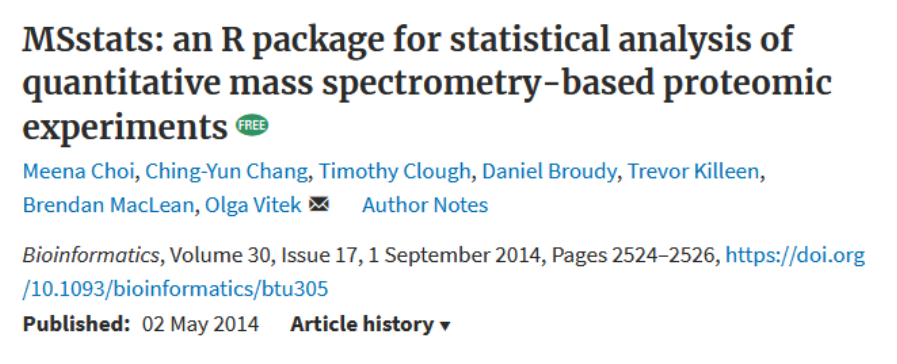 MSstats: an R package for statistical analysis of
quantitative mass spectrometry-based proteomic
experiments FREE
Meena Choi, Ching-Yun Chang, Timothy Clough, Daniel Broudy, Trevor Killeen,
Brendan MacLean, Olga Vitek Author Notes
Bioinformatics, Volume 30, Issue 17, 1 September 2014, Pages 2524–2526, https://doi.org
/10.1093/bioinformatics/btu305
Published: 02 May 2014 Article history ▾